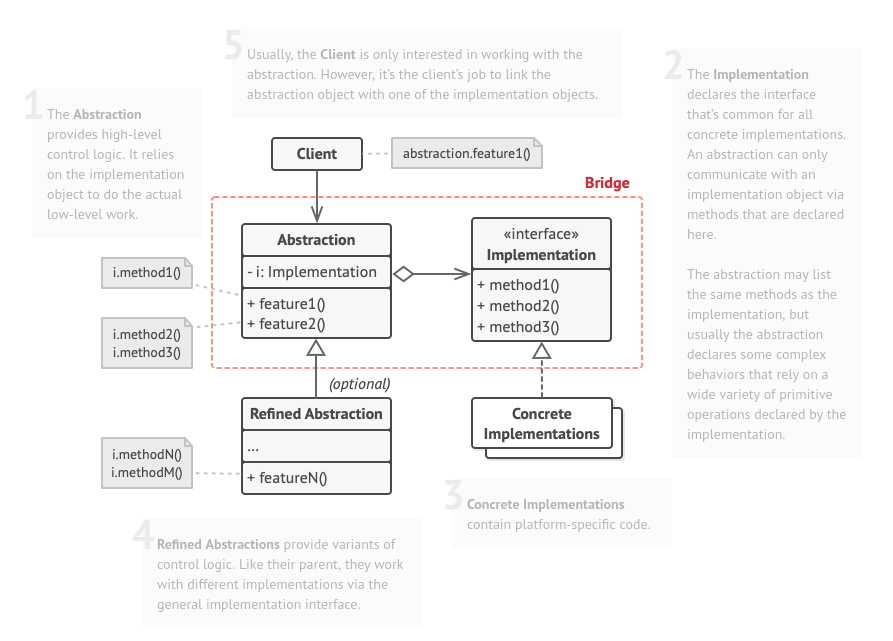 5
Usually, the Client is only interested in working with the
abstraction. However, it's the client's job to link the
abstraction object with one of the implementation objects.
2
The Implementation
declares the interface
that's common for all
concrete implementations.
An abstraction can only
communicate with an
implementation object via
methods that are declared
here.
The abstraction may list
the same methods as the
implementation, but
usually the abstraction
declares some complex
behaviors that rely on a
wide variety of primitive
operations declared by the
implementation.
1
The Abstraction
provides high-level
control logic. It relies
on the implementation
object to do the actual
low-level work.
Client
abstraction.feature1()
Bridge
Abstraction
- i: Implementation
+ feature1()
+ feature2()
«interface»
Implementation
+ method1()
+ method2()
+ method3()
i.method1()
i.method2()
i.method3()
(optional)
Refined Abstraction
...
+ featureN()
Concrete
Implementations
i.methodN()
i.methodM()
3
Concrete Implementations
contain platform-specific code.
4
Refined Abstractions provide variants of
control logic. Like their parent, they work
with different implementations via the
general implementation interface.